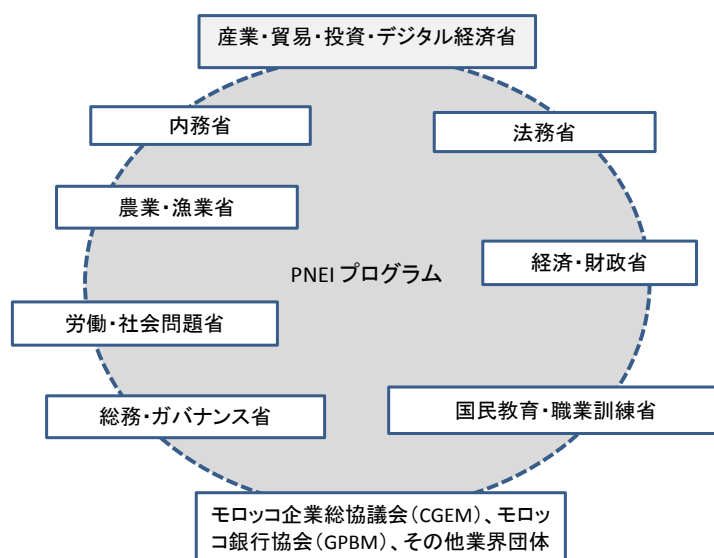 産業・貿易・投資・デジタル経済省
内務省
法務省
農業・漁業省
経済・財政省
PNEI プログラム
労働・社会問題省
総務・ガバナンス省
国民教育・職業訓練省
モロッコ企業総協議会(CGEM)、モロッ
コ銀行協会(GPBM)、その他業界団体